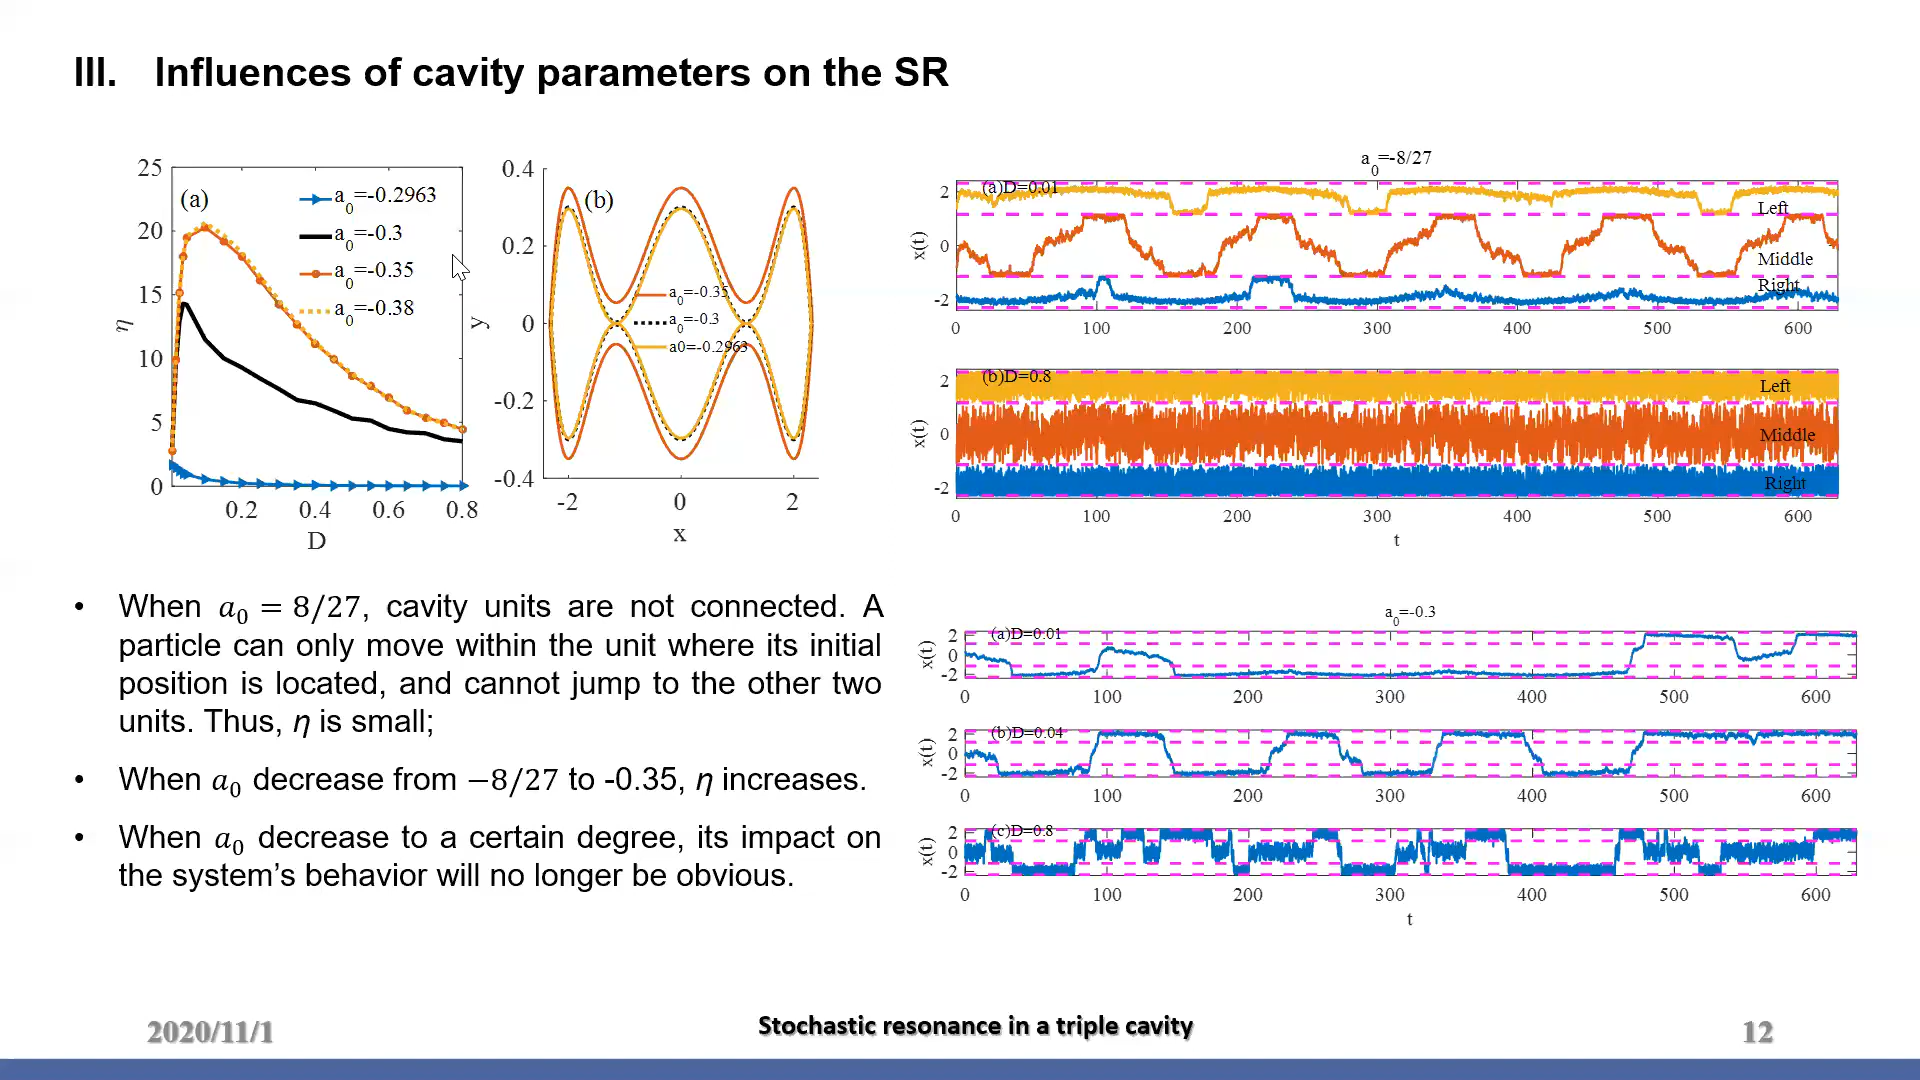 III. Influences of cavity parameters on the SR
(a)
25
20
15
10
5
0
η
0.2 0.4 0.6 0.8
D
a0=-0.2963
a0=-0.3
a0=-0.35
a0=-0.38
(b)
0.4
0.2
0
-0.2
-0.4
y
-2 0 2
x
a0=-0.35
a0=-0.3
a0=-0.2963
a0=-8/27
(a)D=0.01
2
0
-2
x(t)
Left
Middle
Right
0 100 200 300 400 500 600
(b)D=0.8
2
0
-2
x(t)
Left
Middle
Right
0 100 200 300 400 500 600
t
• When a0 = 8/27, cavity units are not connected. A
particle can only move within the unit where its initial
position is located, and cannot jump to the other two
units. Thus, η is small;
• When a0 decrease from −8/27 to -0.35, η increases.
• When a0 decrease to a certain degree, its impact on
the system’s behavior will no longer be obvious.
a0=-0.3
(a)D=0.01
2
0
-2
x(t)
0 100 200 300 400 500 600
(b)D=0.04
2
0
-2
x(t)
0 100 200 300 400 500 600
(c)D=0.8
2
0
-2
x(t)
0 100 200 300 400 500 600
t
2020/11/1
Stochastic resonance in a triple cavity
12